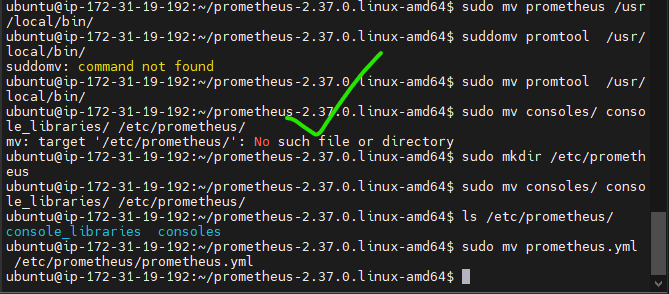 ubuntu@ip-172-31-19-192:~/prometheus-2.37.0.linux-amd64$ sudo mv prometheus /usr
/local/bin/
ubuntu@ip-172-31-19-192:~/prometheus-2.37.0.linux-amd64$ suddomv promtool  /usr/
local/bin/
suddomv: command not found
ubuntu@ip-172-31-19-192:~/prometheus-2.37.0.linux-amd64$ sudo mv promtool  /usr/
local/bin/
ubuntu@ip-172-31-19-192:~/prometheus-2.37.0.linux-amd64$ sudo mv consoles/ conso
le_libraries/ /etc/prometheus/
mv: target '/etc/prometheus/': No such file or directory
ubuntu@ip-172-31-19-192:~/prometheus-2.37.0.linux-amd64$ sudo mkdir /etc/prometh
eus
ubuntu@ip-172-31-19-192:~/prometheus-2.37.0.linux-amd64$ sudo mv consoles/ conso
le_libraries/ /etc/prometheus/
ubuntu@ip-172-31-19-192:~/prometheus-2.37.0.linux-amd64$ ls /etc/prometheus/
console_libraries  consoles
ubuntu@ip-172-31-19-192:~/prometheus-2.37.0.linux-amd64$ sudo mv prometheus.yml
 /etc/prometheus/prometheus.yml
ubuntu@ip-172-31-19-192:~/prometheus-2.37.0.linux-amd64$